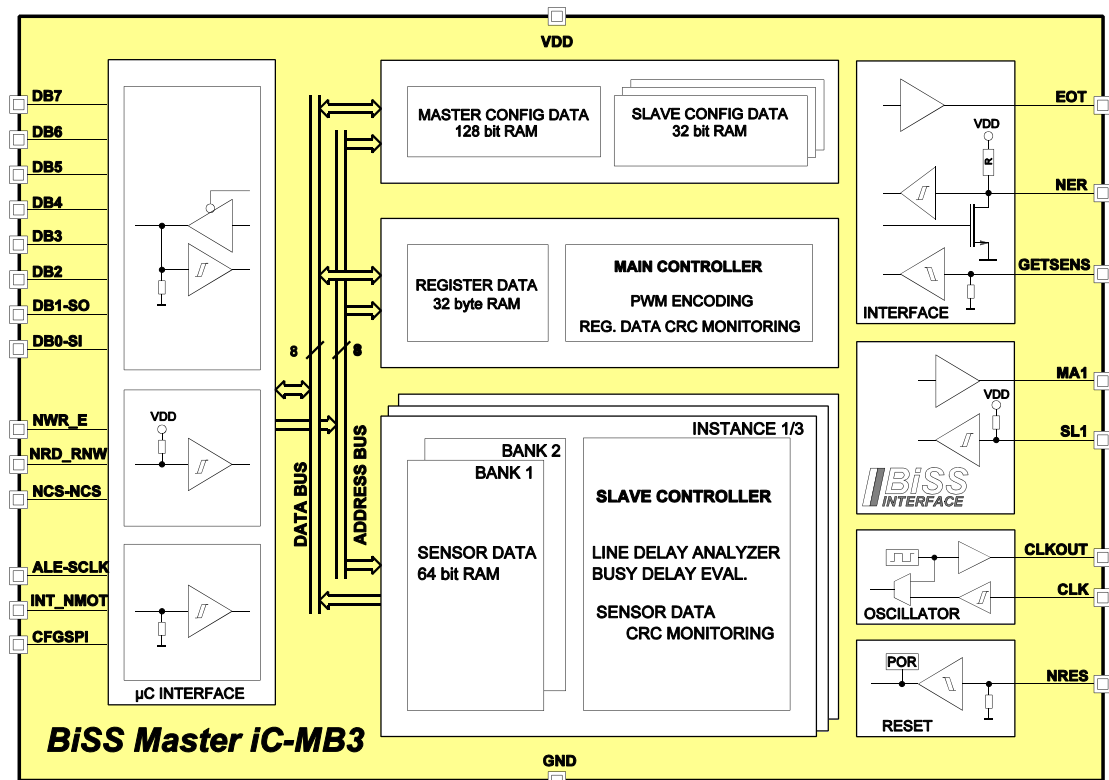 VDD
DB7
DB6
DB5
DB4
DB3
DB2
DB1-SO
DB0-SI
NWR_E
NRD_RNW
NCS-NCS
ALE-SCLK
INT_NMOT
CFGSPI
VDD
µC INTERFACE
8
8
DATA BUS
ADDRESS BUS
MASTER CONFIG DATA
128 bit RAM
SLAVE CONFIG DATA
32 bit RAM
REGISTER DATA
32 byte RAM
MAIN CONTROLLER
PWM ENCODING
REG. DATA CRC MONITORING
INSTANCE 1/3
BANK 2
BANK 1
SENSOR DATA
64 bit RAM
SLAVE CONTROLLER
LINE DELAY ANALYZER
BUSY DELAY EVAL.
SENSOR DATA
CRC MONITORING
EOT
VDD
R
NER
GETSENS
INTERFACE
MA1
VDD
SL1
BiSS
INTERFACE
CLKOUT
CLK
OSCILLATOR
POR
NRES
RESET
BiSS Master iC-MB3
GND